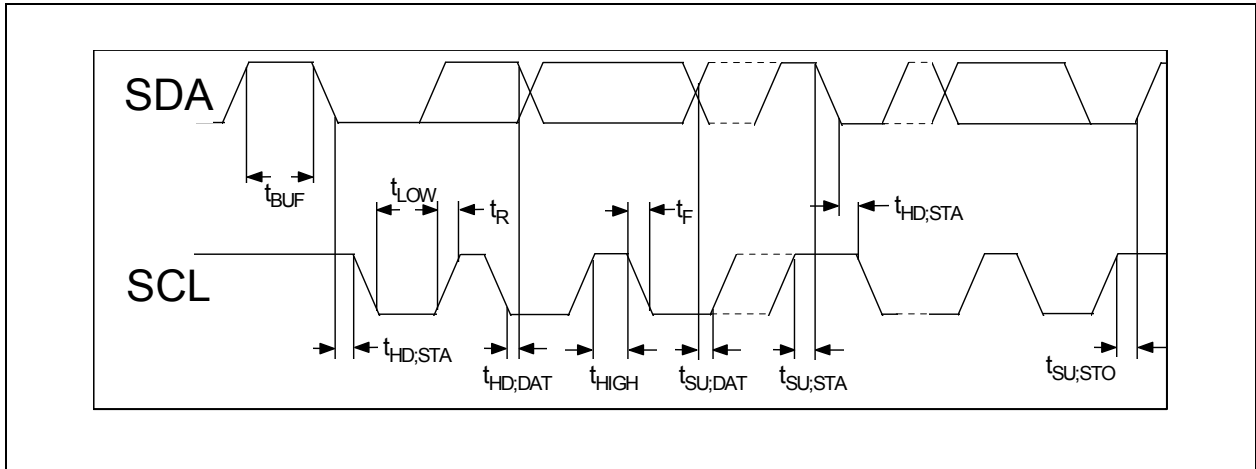 SDA
tBUF
tLOW
tR
tF
tHD;STA
SCL
tHD;STA
tHD;DAT
tHIGH
tSU;DAT
tSU;STA
tSU;STO